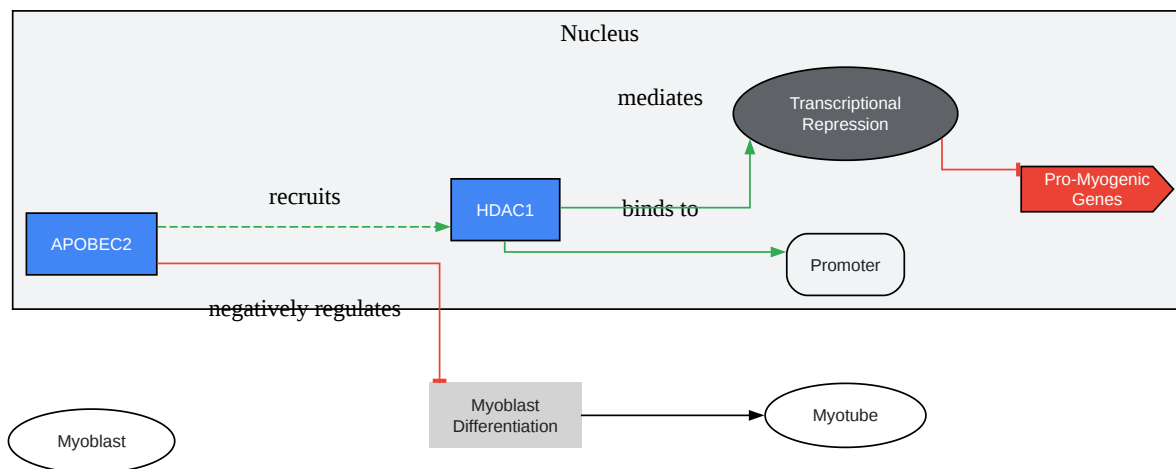 Nucleus
mediates
Transcriptional
Repression
recruits
HDAC1
binds to
Pro-Myogenic
Genes
APOBEC2
Promoter
negatively regulates
Myoblast
Differentiation
Myotube
Myoblast